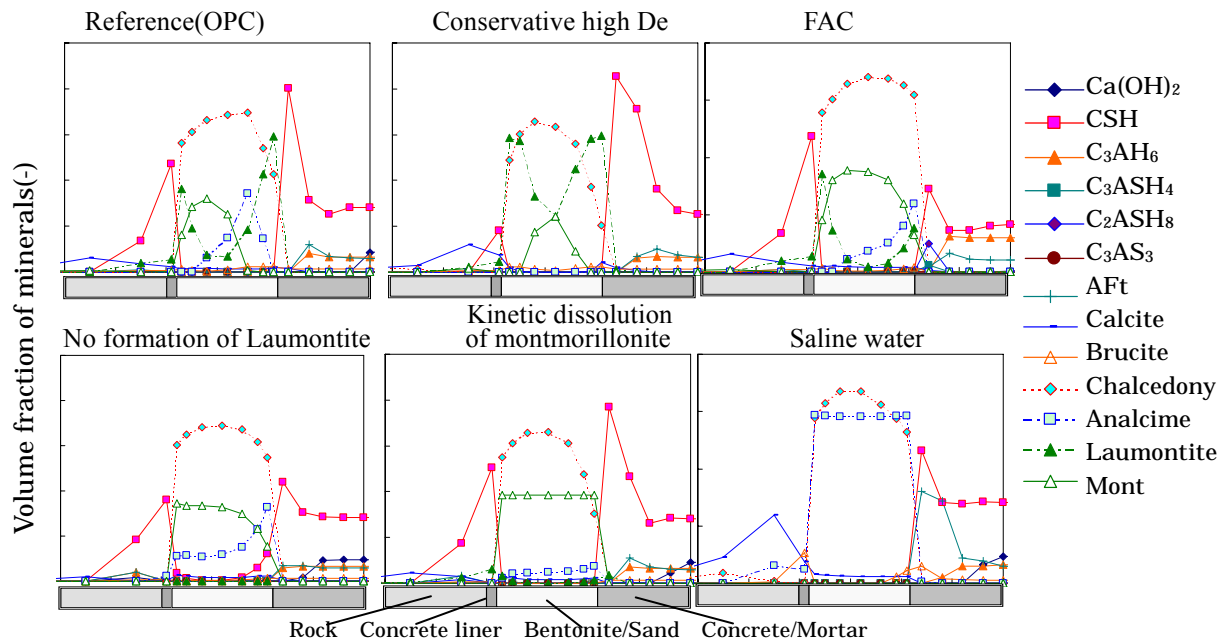 Reference(OPC)
Conservative high De
FAC
Volume fraction of minerals(-)
Ca(OH)₂
CSH
C₃AH₆
C₃ASH₄
C₂ASH₈
C₃AS₃
AFt
Calcite
Brucite
Chalcedony
Analcime
Laumontite
Mont
No formation of Laumontite
Kinetic dissolution
of montmorillonite
Saline water
Rock
Concrete liner
Bentonite/Sand
Concrete/Mortar